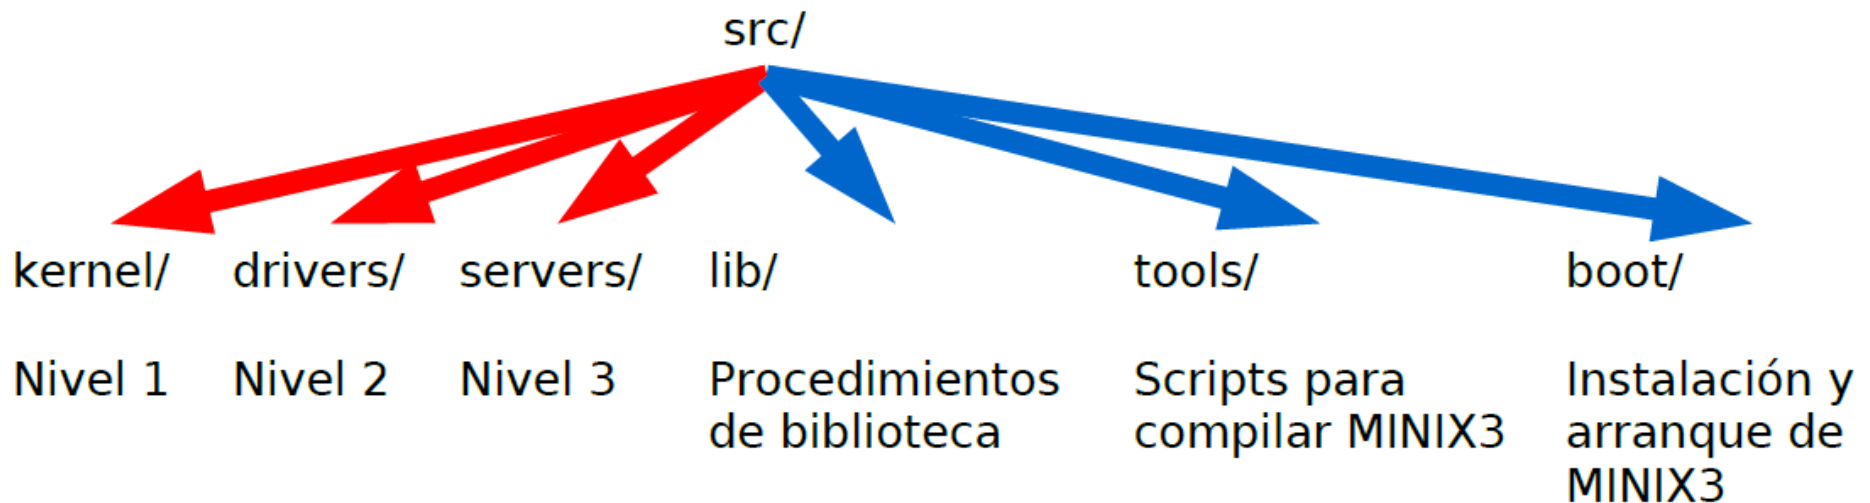 src/
kernel/
drivers/
servers/
lib/
tools/
boot/
Nivel 1
Nivel 2
Nivel 3
Procedimientos
de biblioteca
Scripts para
compilar MINIX3
Instalación y
arranque de
MINIX3